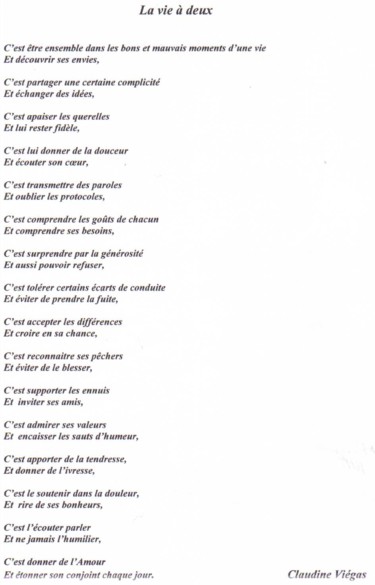 La vie à deux
C'est être ensemble dans les bons et mauvais moments d'une vie
Et découvrir ses envies,
C'est partager une certaine complicité
Et échanger des idées,
C'est apaiser les querelles
Et lui rester fidèle,
C'est lui donner de la douceur
Et écouter son cœur,
C'est transmettre des paroles
Et oublier les protocoles,
C'est comprendre les goûts de chacun
Et comprendre ses besoins,
C'est surprendre par la générosité
Et aussi pouvoir refuser,
C'est tolérer certains écarts de conduite
Et éviter de prendre la fuite,
C'est accepter les différences
Et croire en sa chance,
C'est reconnaitre ses pêchers
Et éviter de le blesser,
C'est supporter les ennuis
Et inviter ses amis,
C'est admirer ses valeurs
Et encaisser les sauts d'humeur,
C'est apporter de la tendresse,
Et donner de l'ivresse,
C'est le soutenir dans la douleur,
Et rire de ses bonheurs,
C'est l'écouter parler
Et ne jamais l'humilier,
C'est donner de l'Amour
Et étonner son conjoint chaque jour. Claudine Viégas